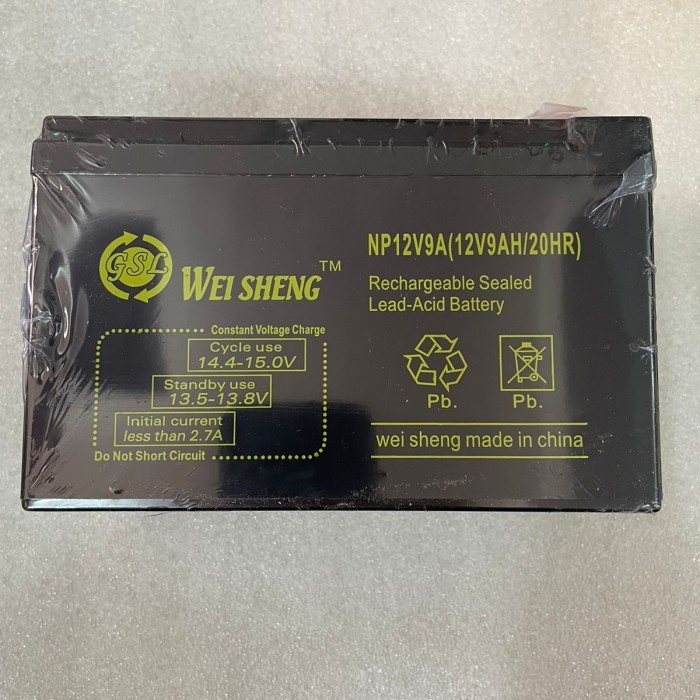 GSL
WEI SHENG™
NP12V9A(12V9AH/20HR)
Rechargeable Sealed
Lead-Acid Battery
Constant Voltage Charge
Cycle use
14.4-15.0V
Standby use
13.5-13.8V
Initial current
less than 2.7A
Do Not Short Circuit
Pb.
Pb.
wei sheng made in china